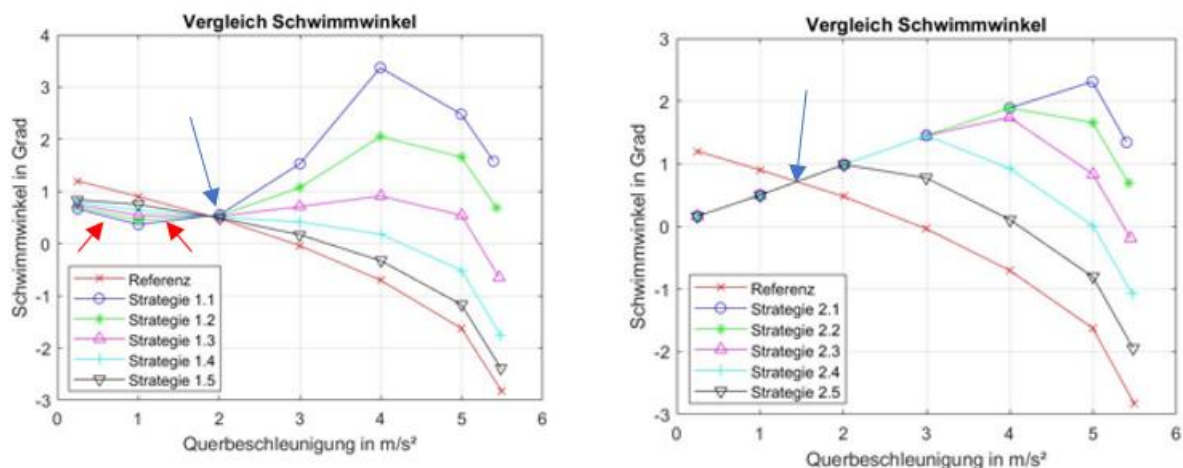 Vergleich Schwimmwinkel
Schwimmwinkel in Grad
4
3
2
1
0
-1
-2
-3
Referenz
Strategie 1.1
Strategie 1.2
Strategie 1.3
Strategie 1.4
Strategie 1.5
0 1 2 3 4 5 6
Querbeschleunigung in m/s²
Vergleich Schwimmwinkel
Schwimmwinkel in Grad
3
2
1
0
-1
-2
-3
Referenz
Strategie 2.1
Strategie 2.2
Strategie 2.3
Strategie 2.4
Strategie 2.5
0 1 2 3 4 5 6
Querbeschleunigung in m/s²